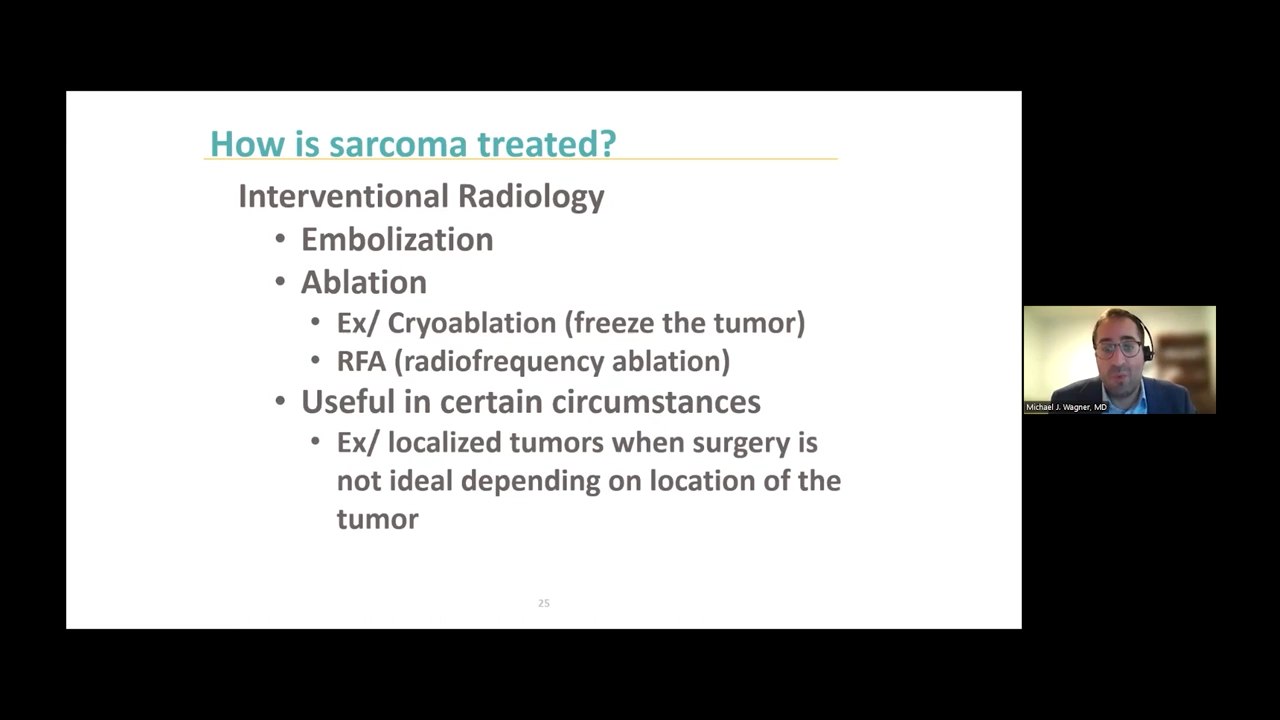 How is sarcoma treated?
Interventional Radiology
• Embolization
• Ablation
• Ex/ Cryoablation (freeze the tumor)
• RFA (radiofrequency ablation)
• Useful in certain circumstances
• Ex/ localized tumors when surgery is
not ideal depending on location of the
tumor
25
Michael J. Wagner, MD